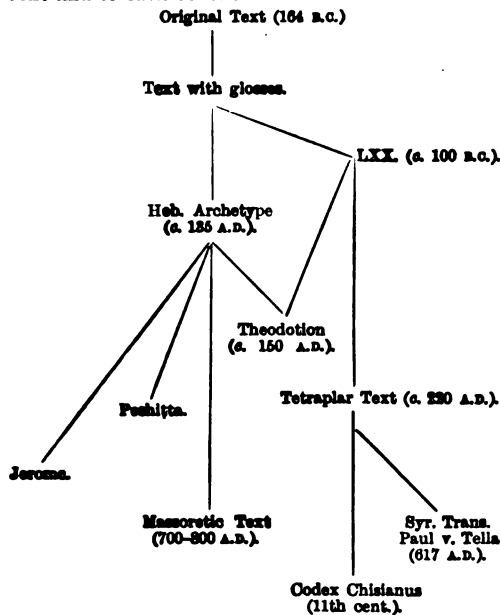 Original Text (164 B.C.)
Text with glosses.
LXX. (c. 100 B.C.).
Heb. Archetype
(c. 135 A.D.).
Theodotion
(c. 150 A.D.).
Peshitta.
Tetraplar Text (c. 220 A.D.).
Jerome.
Massoretic Text
(700–800 A.D.).
Syr. Trans.
Paul v. Tella
(617 A.D.).
Codex Chisianus
(11th cent.).